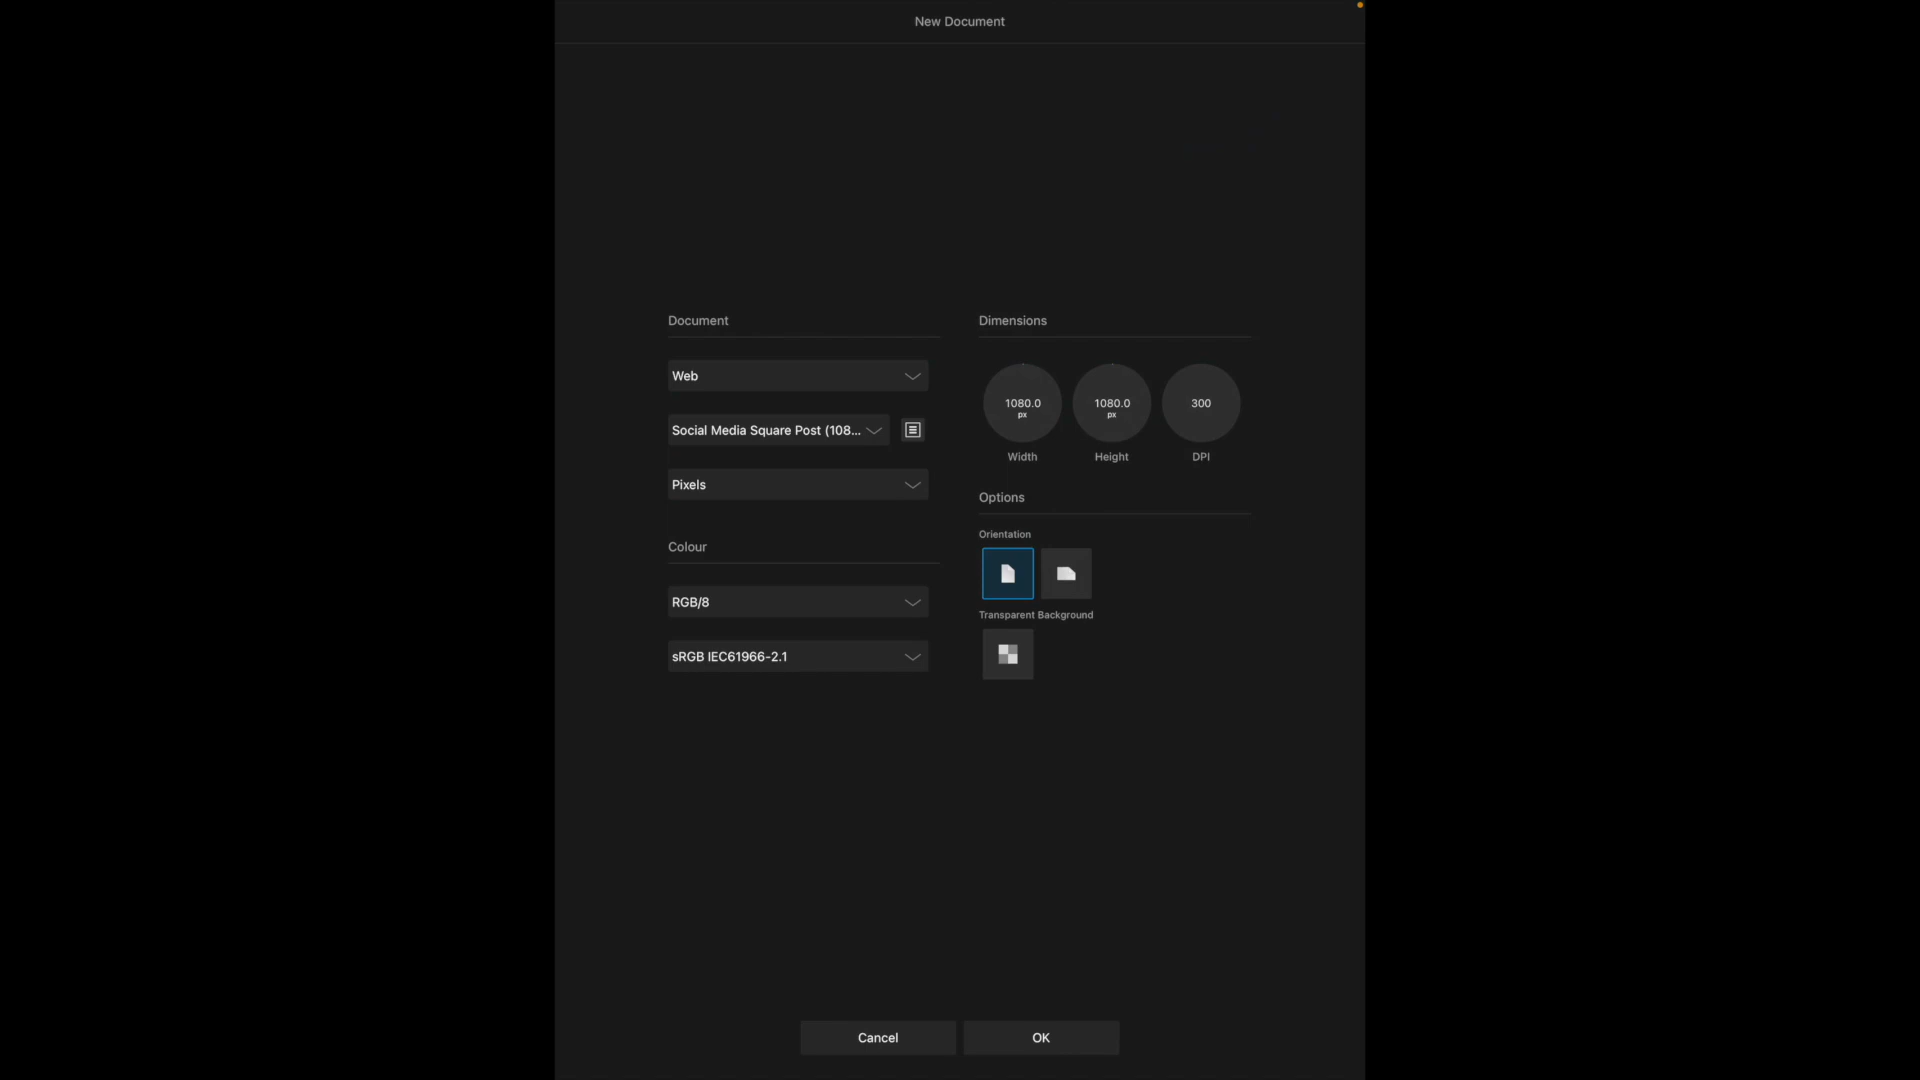 New Document
Document
Web
Social Media Square Post (108...
Pixels
Colour
RGB/8
sRGB IEC61966-2.1
Dimensions
1080.0 px
1080.0 px
300
Width
Height
DPI
Options
Orientation
Transparent Background
Cancel
OK